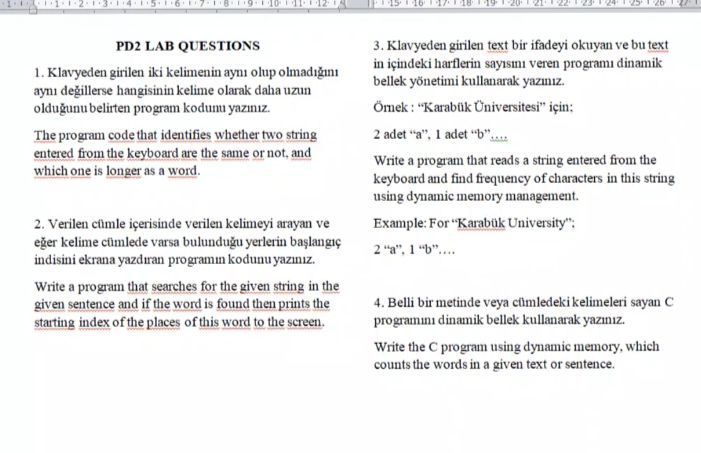 PD2 LAB QUESTIONS
1. Klavyeden girilen iki kelimenin aynı olup olmadığını
aynı değillerse hangisinin kelime olarak daha uzun
olduğunu belirten program kodunu yazınız.
The program code that identifies whether two string
entered from the keyboard are the same or not, and
which one is longer as a word.
2. Verilen cümle içerisinde verilen kelimeyi arayan ve
eğer kelime cümlede varsa bulunduğu yerlerin başlangıç
indisini ekrana yazdıran programın kodunu yazınız.
Write a program that searches for the given string in the
given sentence and if the word is found then prints the
starting index of the places of this word to the screen.
3. Klavyeden girilen text bir ifadeyi okuyan ve bu text
in içindeki harflerin sayısını veren programı dinamik
bellek yönetimi kullanarak yazınız.
Örnek : “Karabük Üniversitesi” için;
2 adet “a”, 1 adet “b”….
Write a program that reads a string entered from the
keyboard and find frequency of characters in this string
using dynamic memory management.
Example: For “Karabük University”;
2 “a”, 1 “b”….
4. Belli bir metinde veya cümledeki kelimeleri sayan C
programını dinamik bellek kullanarak yazınız.
Write the C program using dynamic memory, which
counts the words in a given text or sentence.